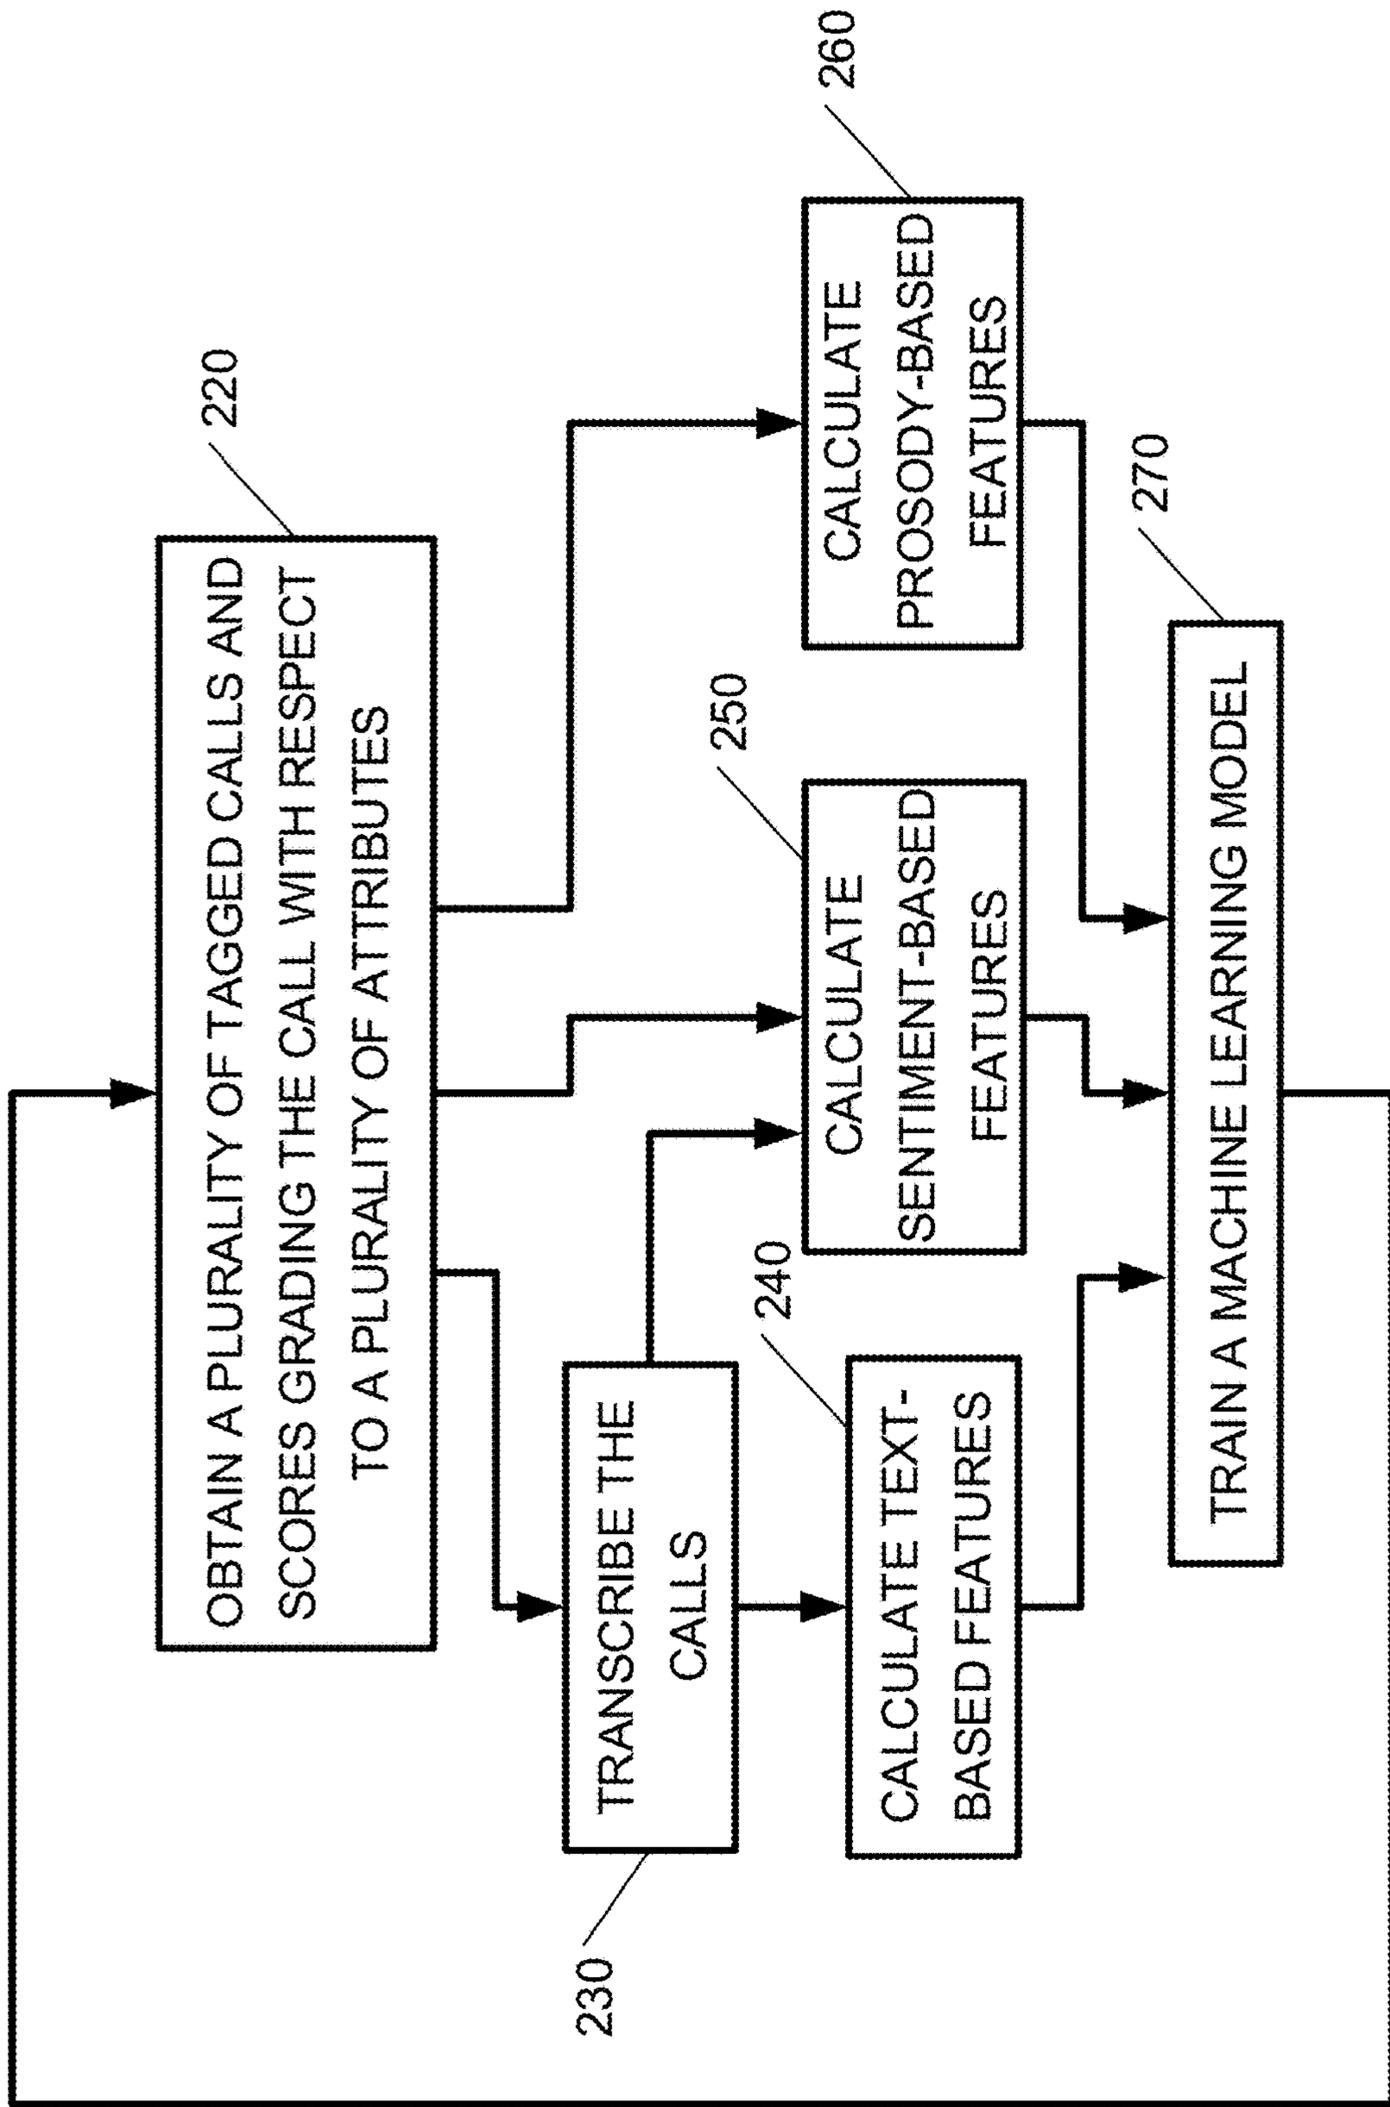 220
OBTAIN A PLURALITY OF TAGGED CALLS AND
SCORES GRADING THE CALL WITH RESPECT
TO A PLURALITY OF ATTRIBUTES
230
TRANSCRIBE THE
CALLS
240
CALCULATE TEXT-
BASED FEATURES
250
CALCULATE
SENTIMENT-BASED
FEATURES
260
CALCULATE
PROSODY-BASED
FEATURES
270
TRAIN A MACHINE LEARNING MODEL